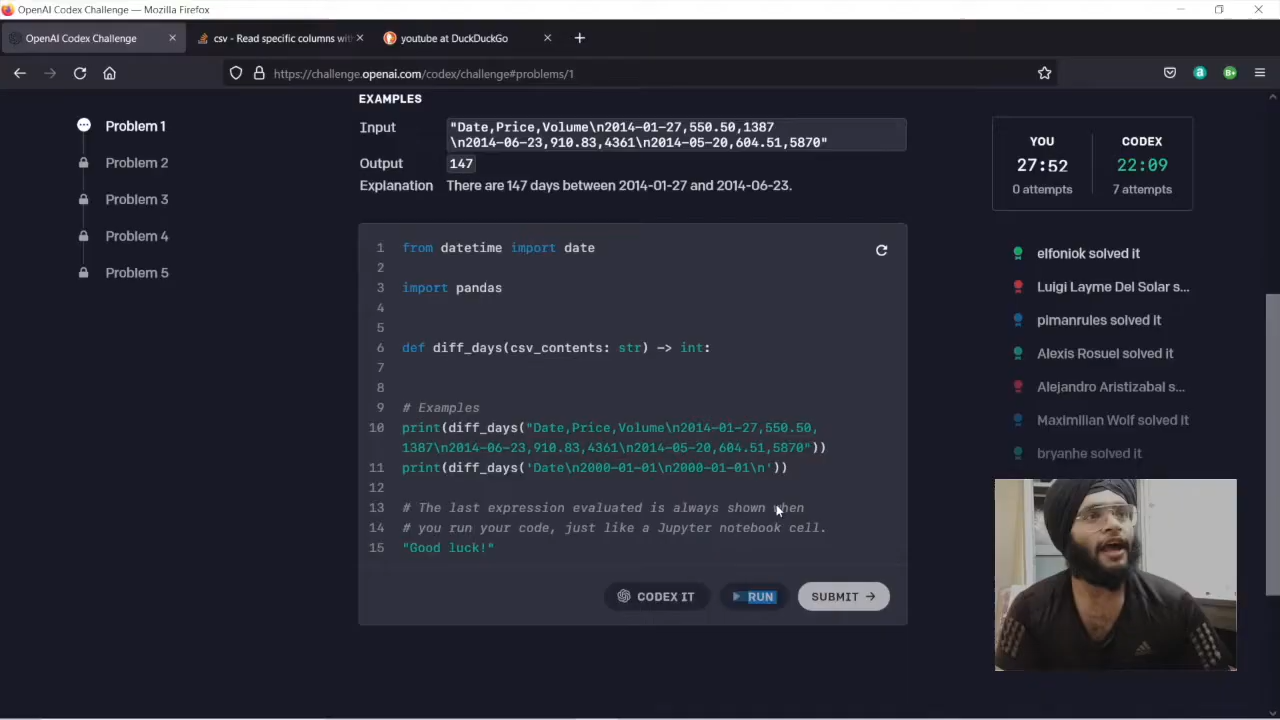 OpenAI Codex Challenge — Mozilla Firefox
OpenAI Codex Challenge
csv - Read specific columns wit
youtube at DuckDuckGo
https://challenge.openai.com/codex/challenge#problems/1
EXAMPLES
Input
"Date,Price,Volume\n2014-01-27,550.50,1387
\n2014-06-23,910.83,4361\n2014-05-20,604.51,5870"
Output
147
Explanation
There are 147 days between 2014-01-27 and 2014-06-23.
Problem 1
Problem 2
Problem 3
Problem 4
Problem 5
1 from datetime import date
2
3 import pandas
4
5
6 def diff_days(csv_contents: str) -> int:
7
8
9 # Examples
10 print(diff_days("Date,Price,Volume\n2014-01-27,550.50,
1387\n2014-06-23,910.83,4361\n2014-05-20,604.51,5870"))
11 print(diff_days('Date\n2000-01-01\n2000-01-01\n'))
12
13 # The last expression evaluated is always shown when
14 # you run your code, just like a Jupyter notebook cell.
15 "Good luck!"
CODEX IT
RUN
SUBMIT
YOU
27:52
0 attempts
CODEX
22:09
7 attempts
elfoniok solved it
Luigi Layme Del Solar s...
pimanrules solved it
Alexis Rosuel solved it
Alejandro Aristizabal s...
Maximilian Wolf solved it
bryanhe solved it